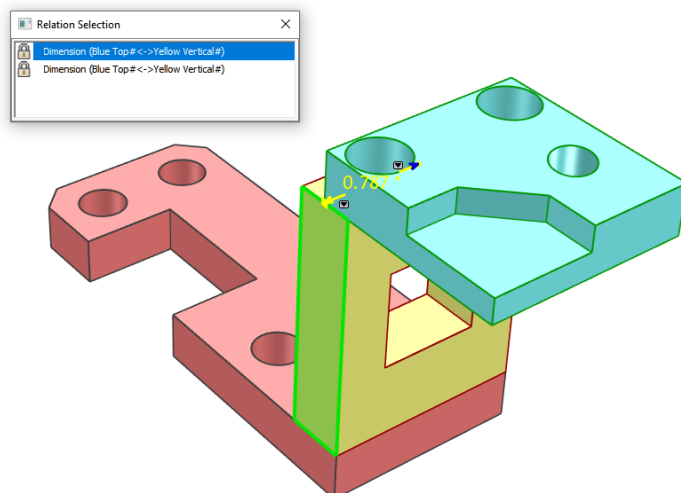 Relation Selection
Dimension (Blue Top#<->Yellow Vertical#)
Dimension (Blue Top#<->Yellow Vertical#)
0.787 "